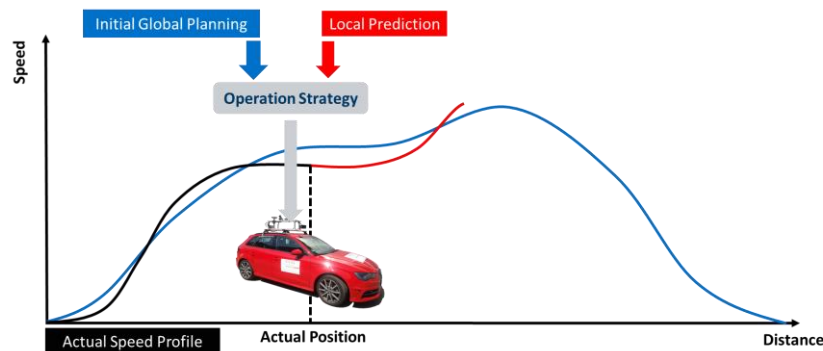 Initial Global Planning
Local Prediction
Speed
Operation Strategy
Actual Speed Profile
Actual Position
Distance